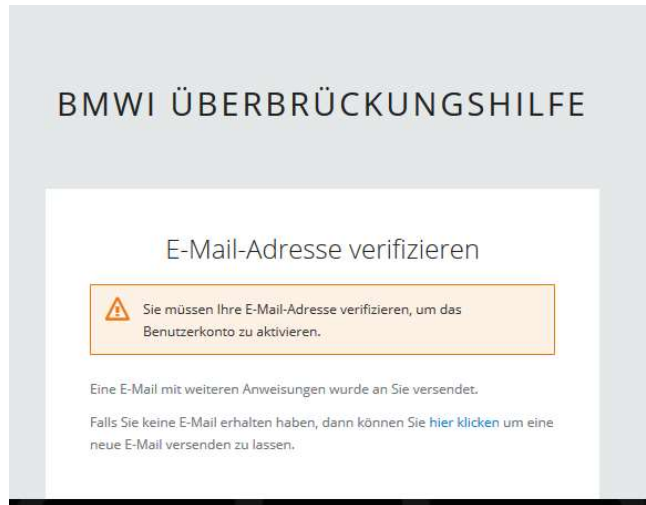 BMWI ÜBERBRÜCKUNGSHILFE
E-Mail-Adresse verifizieren
Sie müssen Ihre E-Mail-Adresse verifizieren, um das
Benutzerkonto zu aktivieren.
Eine E-Mail mit weiteren Anweisungen wurde an Sie versendet.
Falls Sie keine E-Mail erhalten haben, dann können Sie hier klicken um eine
neue E-Mail versenden zu lassen.